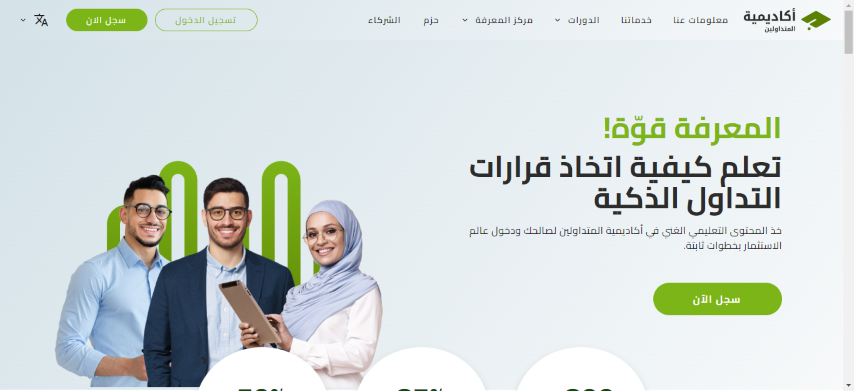 أكاديمية
المتداولين
معلومات عنا
خدماتنا
الدورات
مركز المعرفة
حزم
الشركاء
تسجيل الدخول
سجل الان
المعرفة قوّة!
تعلم كيفية اتخاذ قرارات
التداول الذكية
خذ المحتوى التعليمي الغني في أكاديمية المتداولين لصالحك ودخول عالم
الاستثمار بخطوات ثابتة.
سجل الآن